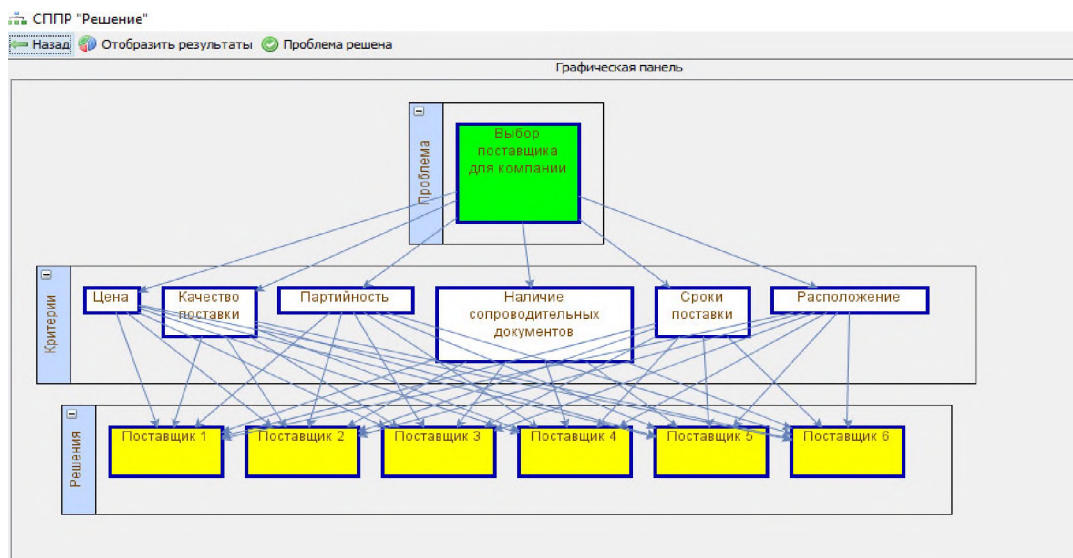 СППР "Решение"
Назад Отобразить результаты Проблема решена
Графическая панель
Проблема
Выбор
поставщика
для компании
Критерии
Цена
Качество
поставки
Партийность
Наличие
сопроводительных
документов
Сроки
поставки
Расположение
Решения
Поставщик 1
Поставщик 2
Поставщик 3
Поставщик 4
Поставщик 5
Поставщик 6